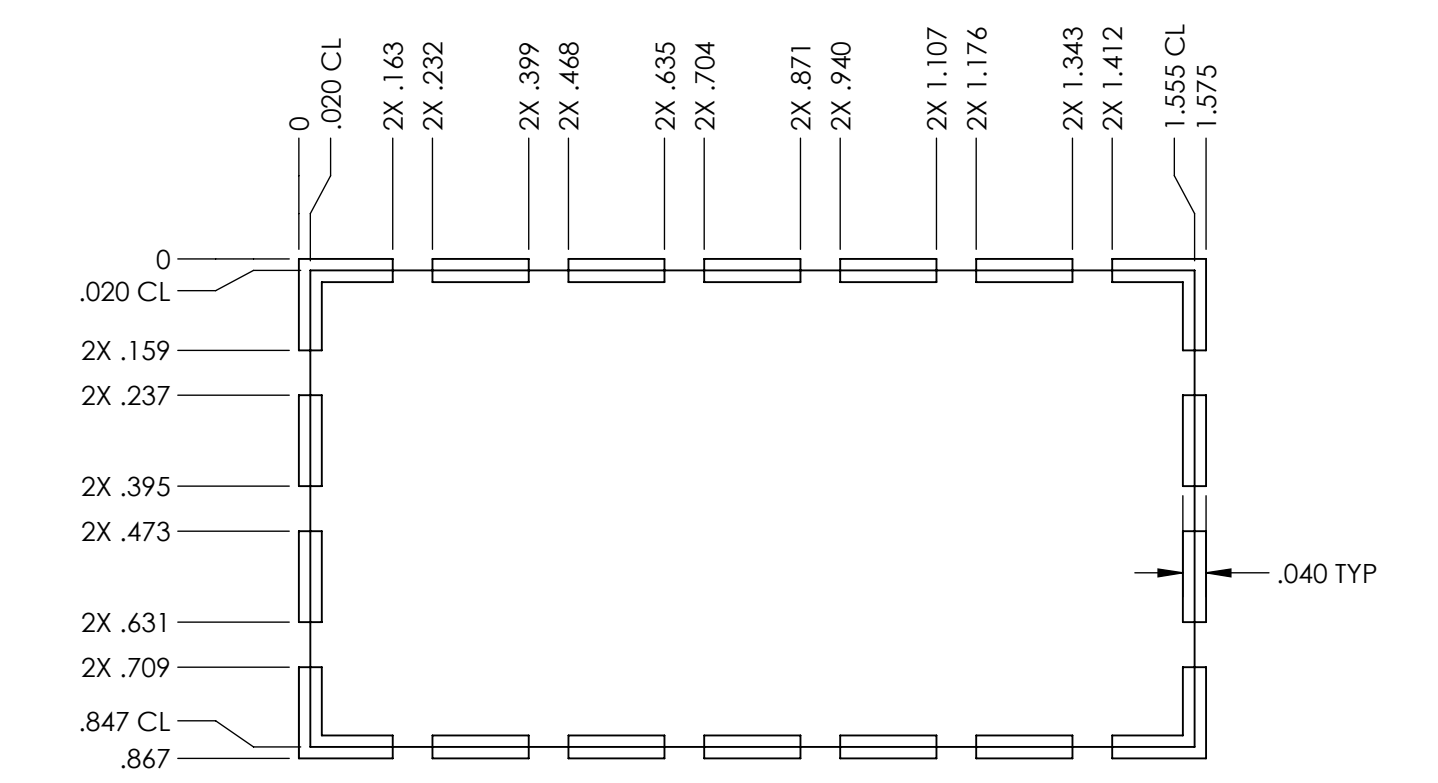 0
.020 CL
2X .163
2X .232
2X .399
2X .468
2X .635
2X .704
2X .871
2X .940
2X 1.107
2X 1.176
2X 1.343
2X 1.412
1.555 CL
1.575
0
.020 CL
2X .159
2X .237
2X .395
2X .473
2X .631
2X .709
.847 CL
.867
.040 TYP